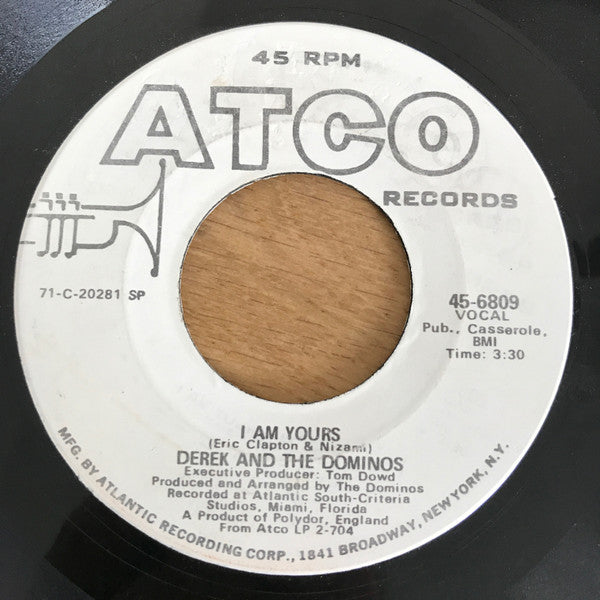 45 RPM
ATCO
RECORDS
71-C-20281 SP
45-6809
VOCAL
Pub., Casserole,
BMI
Time: 3:30
I AM YOURS
(Eric Clapton & Nizami)
DEREK AND THE DOMINOS
Executive Producer: Tom Dowd
Produced and Arranged by The Dominos
Recorded at Atlantic South-Criteria
Studios, Miami, Florida
A Product of Polydor, England
From Atco LP 2-704
MFG. BY ATLANTIC RECORDING CORP., 1841 BROADWAY, NEW YORK, N.Y.